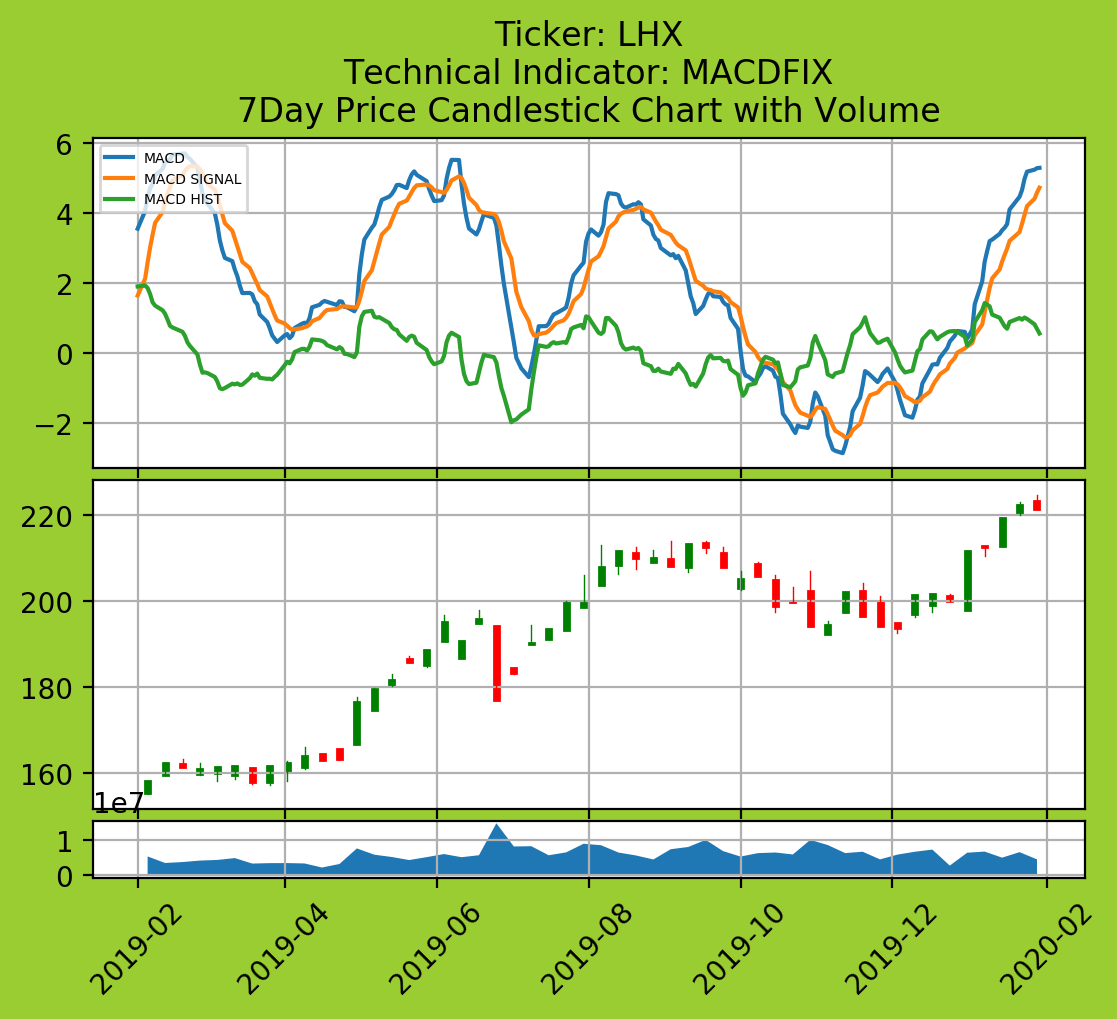 Ticker: LHX
Technical Indicator: MACDFIX
7Day Price Candlestick Chart with Volume
6
4
2
0
−2
MACD
MACD SIGNAL
MACD HIST
220
200
180
160
1e7
1
0
2019-02
2019-04
2019-06
2019-08
2019-10
2019-12
2020-02